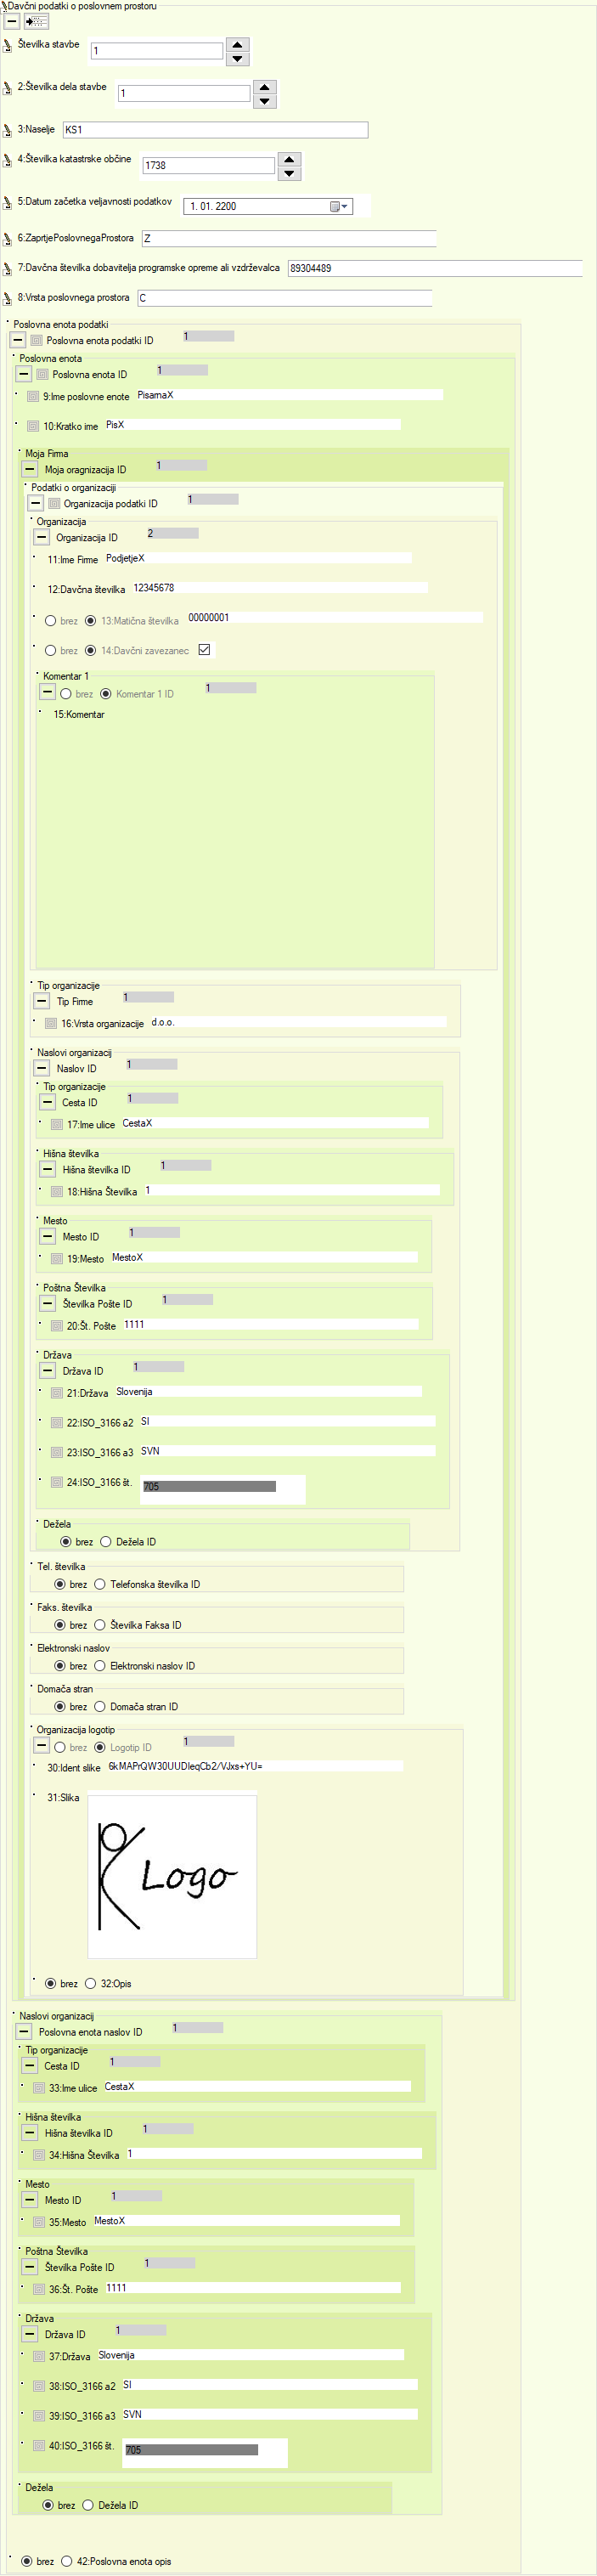 Davčni podatki o poslovnem prostoru
Številka stavbe 1
2:Številka dela stavbe 1
3:Naselje KS1
4:Številka katastrske občine 1738
5:Datum začetka veljavnosti podatkov 1. 01. 2200
6:ZaprtjePoslovnegaProstora Z
7:Davčna številka dobavitelja programske opreme ali vzdrževalca 89304489
8:Vrsta poslovnega prostora C
Poslovna enota podatki
Poslovna enota podatki ID 1
Poslovna enota
Poslovna enota ID 1
9:Ime poslovne enote PisarnaX
10:Kratko ime PisX
Moja Firma
Moja oragnizacija ID 1
Podatki o organizaciji
Organizacija podatki ID 1
Organizacija
Organizacija ID 2
11:Ime Firme PodjetjeX
12:Davčna številka 12345678
brez 13:Matična številka 00000001
brez 14:Davčni zavezanec
Komentar 1
brez Komentar 1 ID 1
15:Komentar
Tip organizacije
Tip Firme 1
16:Vrsta organizacije d.o.o.
Naslovi organizacij
Naslov ID 1
Tip organizacije
Cesta ID 1
17:Ime ulice CestaX
Hišna številka
Hišna številka ID 1
18:Hišna Številka 1
Mesto
Mesto ID 1
19:Mesto MestoX
Poštna Številka
Številka Pošte ID 1
20:Št. Pošte 1111
Država
Država ID 1
21:Država Slovenija
22:ISO_3166 a2 SI
23:ISO_3166 a3 SVN
24:ISO_3166 št. 705
Dežela
brez Dežela ID
Tel. številka
brez Telefonska številka ID
Faks. številka
brez Številka Faksa ID
Elektronski naslov
brez Elektronski naslov ID
Domača stran
brez Domača stran ID
Organizacija logotip
brez Logotip ID 1
30:Ident slike 6kMAPrQW30UUDIeqCb2/VJxs+YU=
31:Slika
Logo
brez 32:Opis
Naslovi organizacij
Poslovna enota naslov ID 1
Tip organizacije
Cesta ID 1
33:Ime ulice CestaX
Hišna številka
Hišna številka ID 1
34:Hišna Številka 1
Mesto
Mesto ID 1
35:Mesto MestoX
Poštna Številka
Številka Pošte ID 1
36:Št. Pošte 1111
Država
Država ID 1
37:Država Slovenija
38:ISO_3166 a2 SI
39:ISO_3166 a3 SVN
40:ISO_3166 št. 705
Dežela
brez Dežela ID
brez 42:Poslovna enota opis